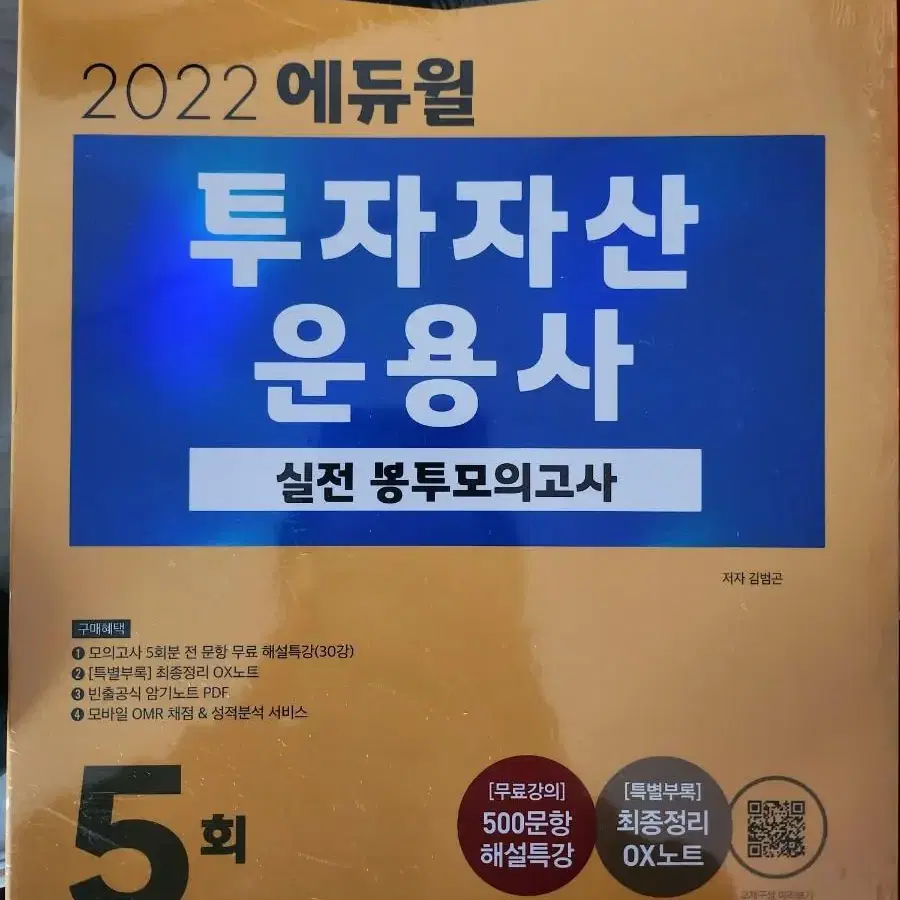 2022 에듀윌
투자자산
운용사
실전 봉투모의고사
저자 김범곤
구매혜택
❶ 모의고사 5회분 전 문항 무료 해설특강(30강)
❷ [특별부록] 최종정리 OX노트
❸ 빈출공식 암기노트 PDF
❹ 모바일 OMR 채점 & 성적분석 서비스
5회
[무료강의]
500문항
해설특강
[특별부록]
최종정리
OX노트